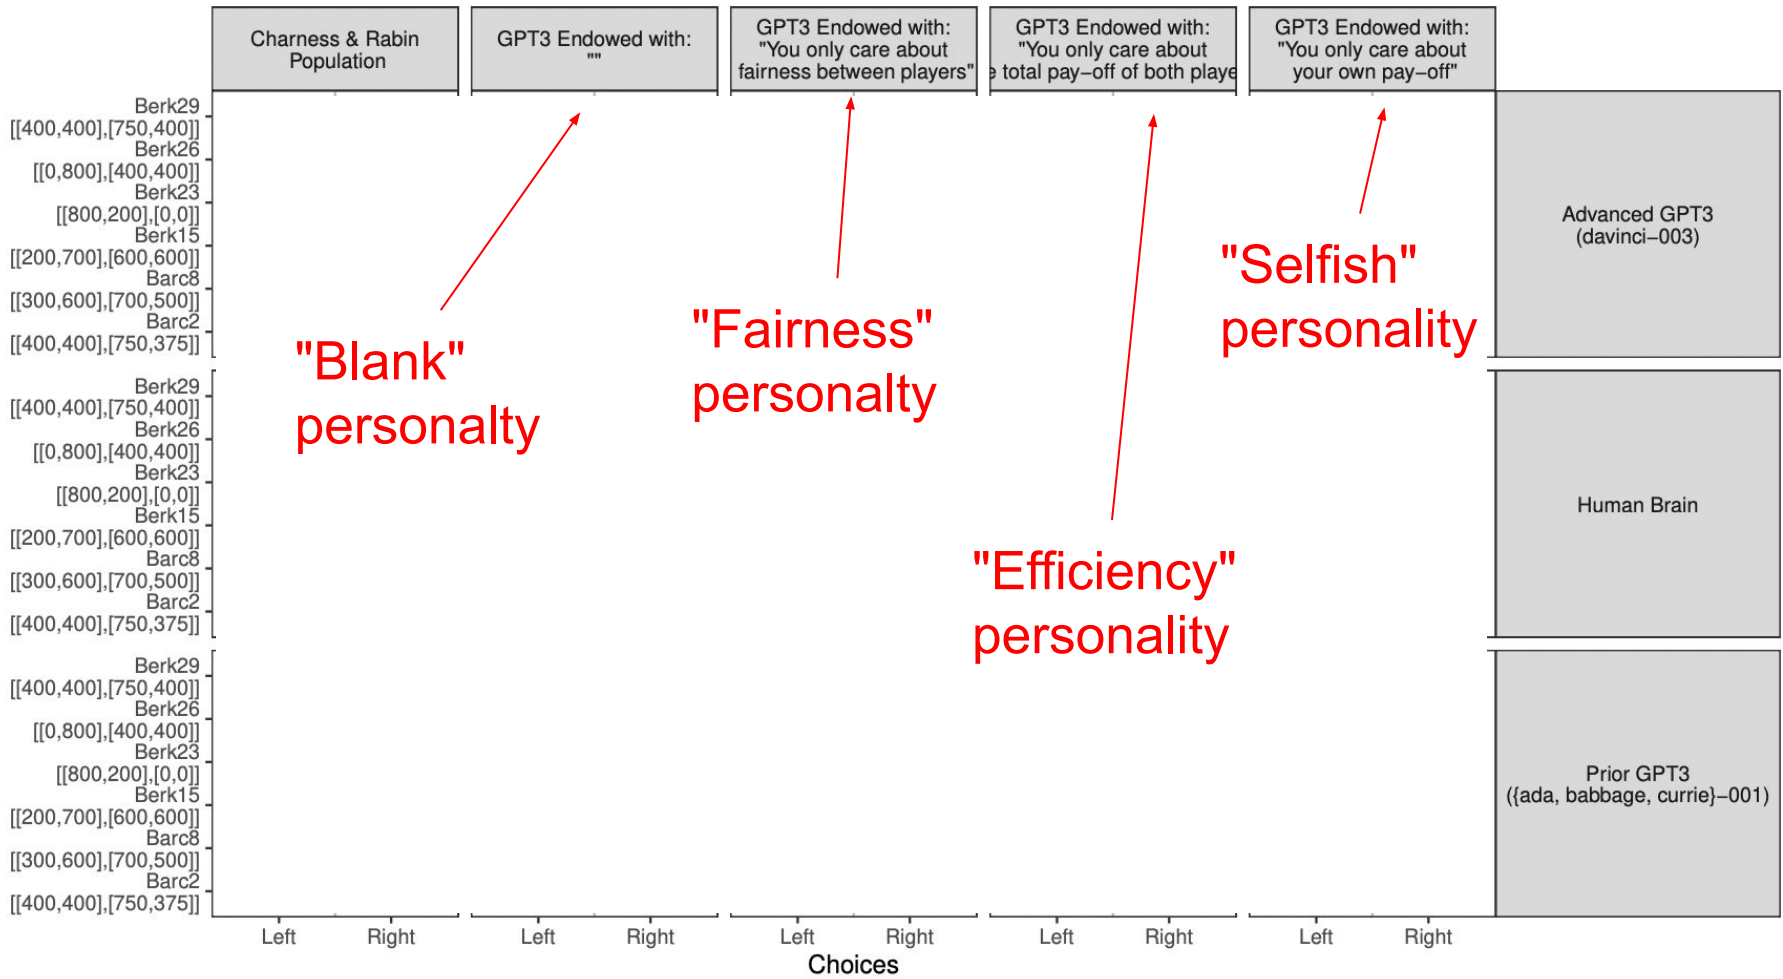 Charness & Rabin
Population
GPT3 Endowed with:
""
GPT3 Endowed with:
"You only care about
fairness between players"
GPT3 Endowed with:
"You only care about
e total pay−off of both playe
GPT3 Endowed with:
"You only care about
your own pay−off"
Berk29
[[400,400],[750,400]]
Berk26
[[0,800],[400,400]]
Berk23
[[800,200],[0,0]]
Berk15
[[200,700],[600,600]]
Barc8
[[300,600],[700,500]]
Barc2
[[400,400],[750,375]]
Advanced GPT3
(davinci−003)
"Blank"
personalty
"Fairness"
personalty
"Selfish"
personality
Berk29
[[400,400],[750,400]]
Berk26
[[0,800],[400,400]]
Berk23
[[800,200],[0,0]]
Berk15
[[200,700],[600,600]]
Barc8
[[300,600],[700,500]]
Barc2
[[400,400],[750,375]]
Human Brain
"Efficiency"
personality
Berk29
[[400,400],[750,400]]
Berk26
[[0,800],[400,400]]
Berk23
[[800,200],[0,0]]
Berk15
[[200,700],[600,600]]
Barc8
[[300,600],[700,500]]
Barc2
[[400,400],[750,375]]
Prior GPT3
({ada, babbage, currie}−001)
Left Right
Left Right
Left Right
Left Right
Left Right
Choices